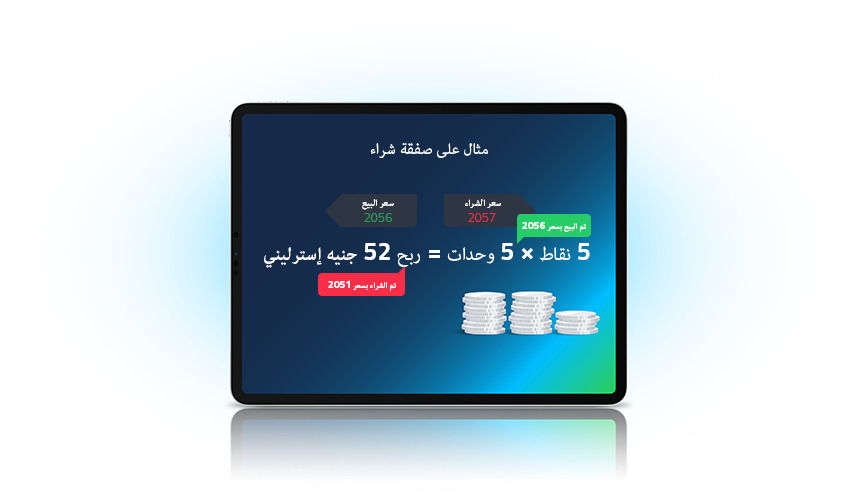 مثال على صفقة شراء
سعر الشراء
2057
سعر البيع
2056
تم البيع بسعر 2056
5 نقاط × 5 وحدات = ربح 52 جنيه إسترليني
تم الشراء بسعر 2051